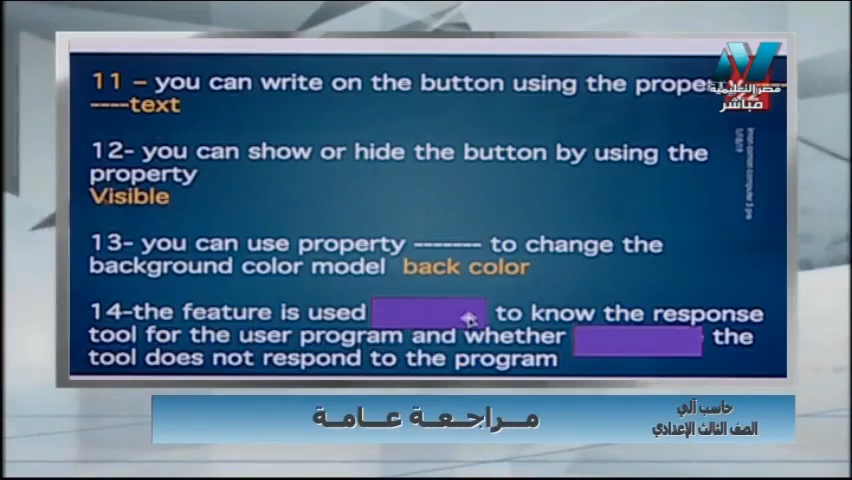 11 – you can write on the button using the property
----text
12- you can show or hide the button by using the
property
Visible
13- you can use property ------- to change the
background color model back color
14-the feature is used to know the response
tool for the user program and whether the
tool does not respond to the program
مصر التعليمية
مباشر
مراجعة عامة
حاسب آلي
الصف الثالث الإعدادي